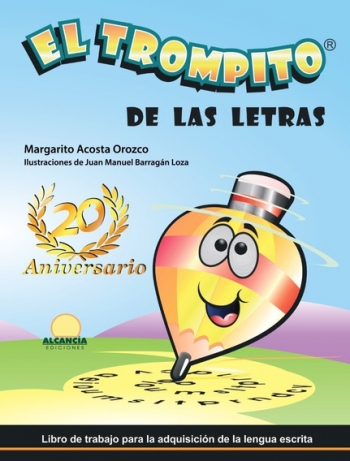 EL TROMPITO®
DE LAS LETRAS
Margarito Acosta Orozco
Ilustraciones de Juan Manuel Barragán Loza
20
Aniversario
ALCANCÍA
EDICIONES
Libro de trabajo para la adquisición de la lengua escrita